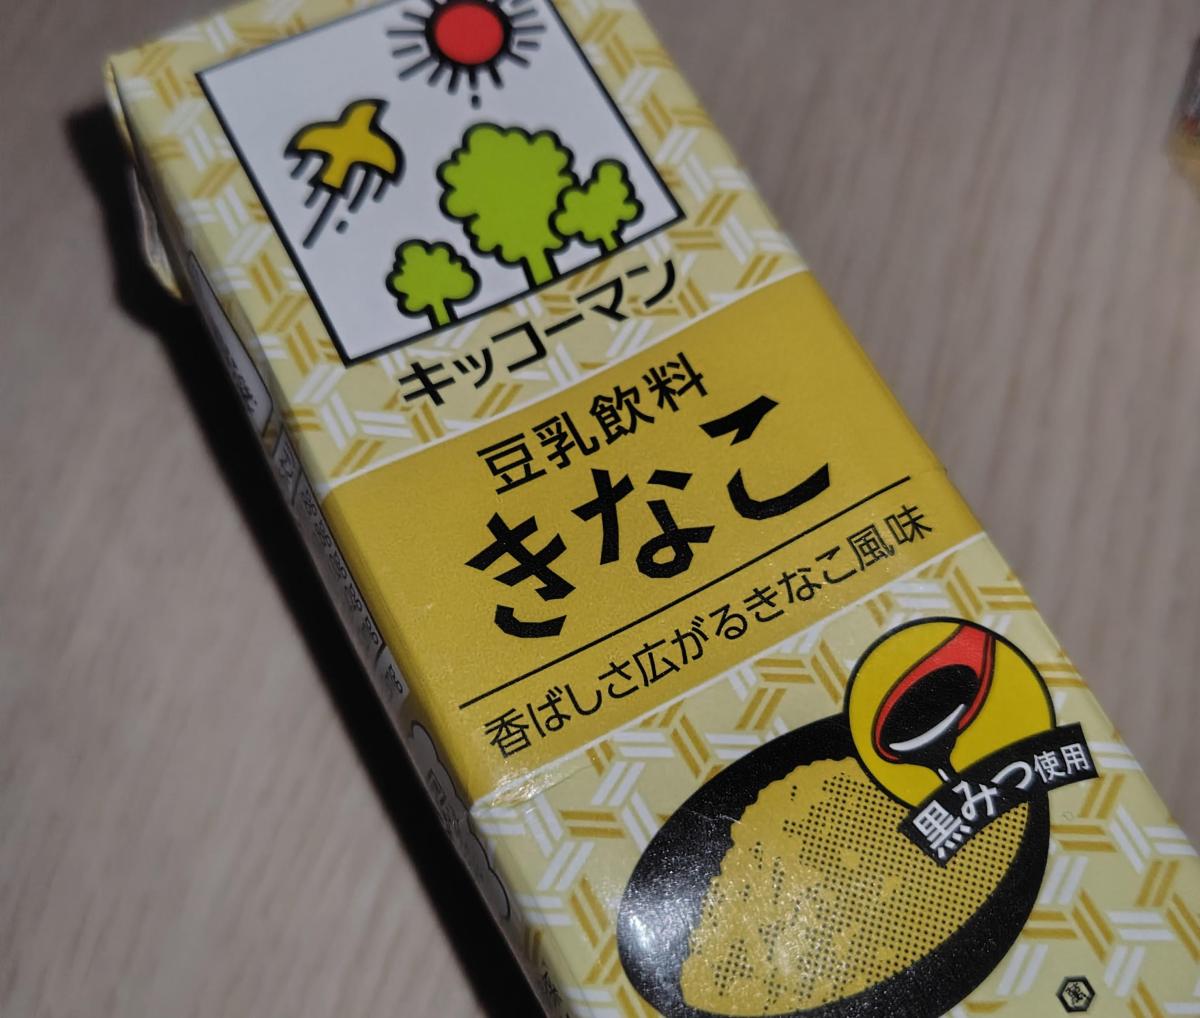 キッコーマン
豆乳飲料
きなこ
香ばしさ広がるきなこ風味
黒みつ使用
萬